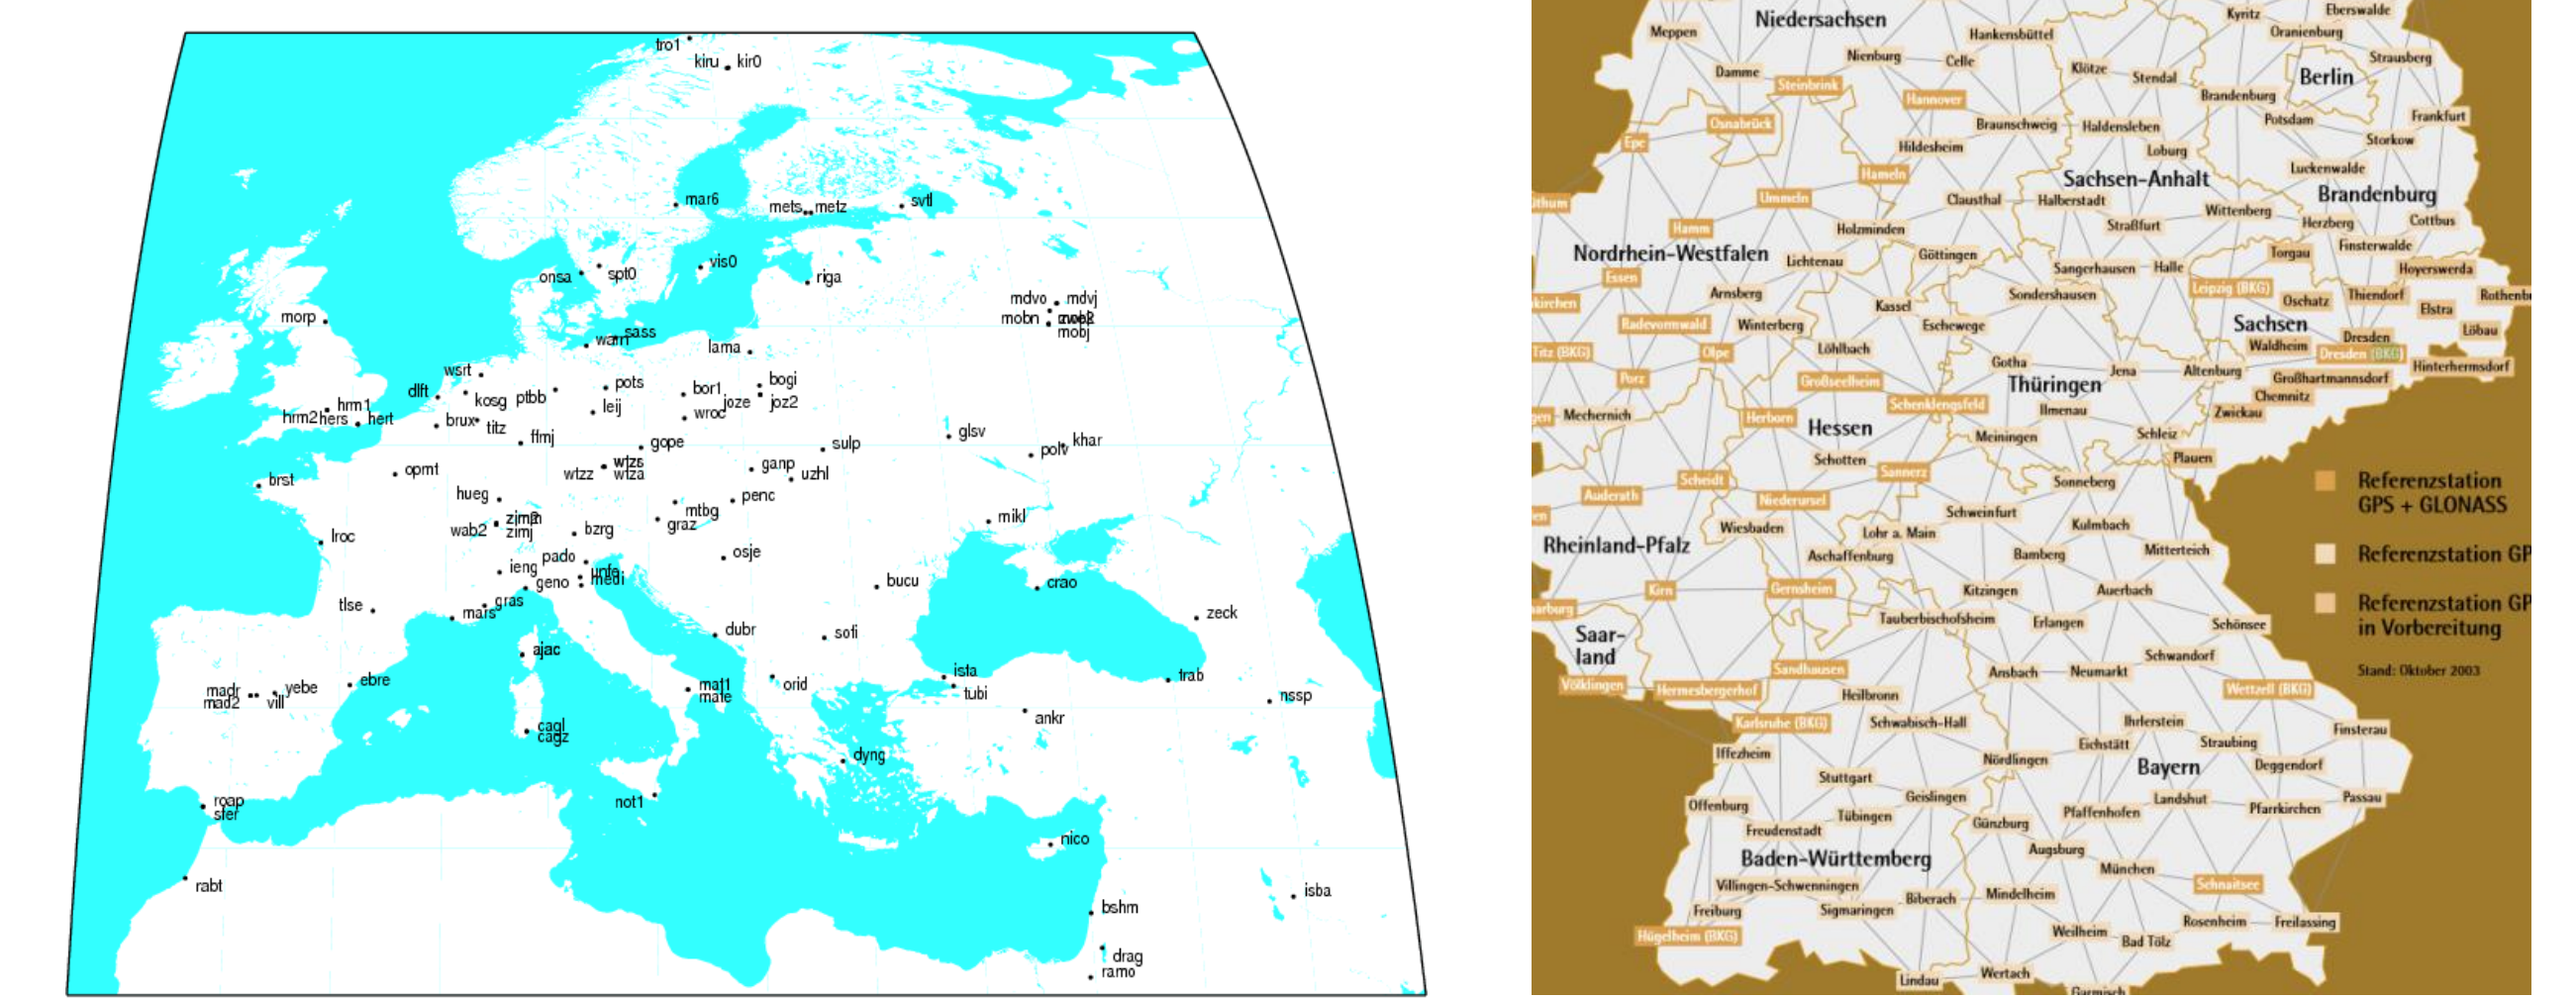 tro1
kiru kir0
mar6
mets metz
svtl
onsa
spt0
vis0
riga
mdvo mdvj
mobn
mobj
morp
sass
warn
lama
wsrt
dlft
kosg
ptbb
pots
leij
bor1
bogi
joze
joz2
wroc
hrm1
hrm2 hers hert
brux
titz
ffmj
gope
sulp
glsv
polv
khar
brst
opmt
wtzz
wtza
ganp
uzhl
hueg
penc
mtbg
graz
wab2
zimj
bzrg
mikl
lroc
pado
osje
ieng
geno
medi
bucu
crao
tlse
gras
mars
zeck
dubr
sofi
ajac
ista
tubi
trab
nssp
madr
mad2
yebe
vill
ebre
mat1
mate
orid
ankr
cagl
cagz
dyng
roap
sfer
not1
nico
rabt
bshm
isba
drag
ramo
Niedersachsen
Meppen
Hankensbüttel
Kyritz
Eberswalde
Oranienburg
Damme
Nienburg
Celle
Klötze
Stendal
Berlin
Strausberg
Steinbrink
Hannover
Brandenburg
Osnabrück
Braunschweig
Haldensleben
Potsdam
Frankfurt
Epe
Hildesheim
Loburg
Storkow
Hameln
Sachsen-Anhalt
Luckenwalde
Brandenburg
Ummeln
Clausthal
Halberstadt
Wittenberg
Hamm
Holzminden
Straßfurt
Herzberg
Cottbus
Nordrhein-Westfalen
Lichtenau
Göttingen
Sangerhausen
Halle
Torgau
Finsterwalde
Essen
Hoyerswerda
Arnsberg
Kassel
Sondershausen
Leipzig (BKG)
Oschatz
Thiendorf
Elstra
Radevormwald
Winterberg
Eschewege
Sachsen
Löbau
Titz (BKG)
Olpe
Löhlbach
Waldheim
Dresden
Dresden (BKG)
Porz
Großseelheim
Gotha
Jena
Altenburg
Hinterhermsdorf
Thüringen
Großhartmannsdorf
Chemnitz
Mechernich
Herborn
Schenklengsfeld
Ilmenau
Zwickau
Hessen
Meiningen
Schleiz
Schotten
Sannerz
Plauen
Scheidt
Sonneberg
Auderath
Niederursel
Wiesbaden
Schweinfurt
Kulmbach
Lohr a. Main
Rheinland-Pfalz
Aschaffenburg
Bamberg
Mitterteich
Kirn
Gernsheim
Kitzingen
Auerbach
Saar-
land
Tauberbischofsheim
Erlangen
Schönsee
Völklingen
Hermesbergerhof
Sandhausen
Ansbach
Neumarkt
Schwandorf
Heilbronn
Wettzell (BKG)
Karlsruhe (BKG)
Schwabisch-Hall
Ihrlerstein
Finsterau
Iffezheim
Eichstätt
Straubing
Nördlingen
Bayern
Deggendorf
Stuttgart
Offenburg
Geislingen
Landshut
Passau
Tübingen
Pfaffenhofen
Pfarrkirchen
Freudenstadt
Günzburg
Augsburg
Baden-Württemberg
München
Villingen-Schwenningen
Biberach
Mindelheim
Schnaitsee
Freiburg
Sigmaringen
Weilheim
Bad Tölz
Rosenheim
Freilassing
Hügelheim (BKG)
Lindau
Wertach
Referenzstation
GPS + GLONASS
Referenzstation GP
Referenzstation GP
in Vorbereitung
Stand: Oktober 2003